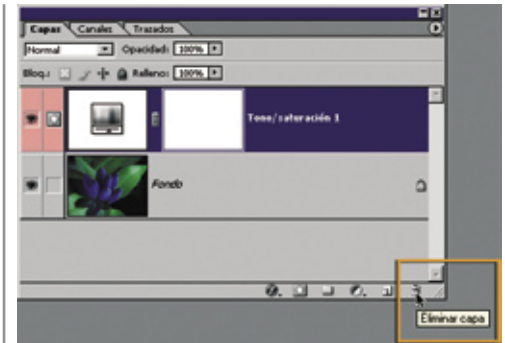 Capas Canales Trazados
Normal Opacidad: 100%
Bloq.: Relleno: 100%
Tono/saturación 1
Fondo
Eliminar capa